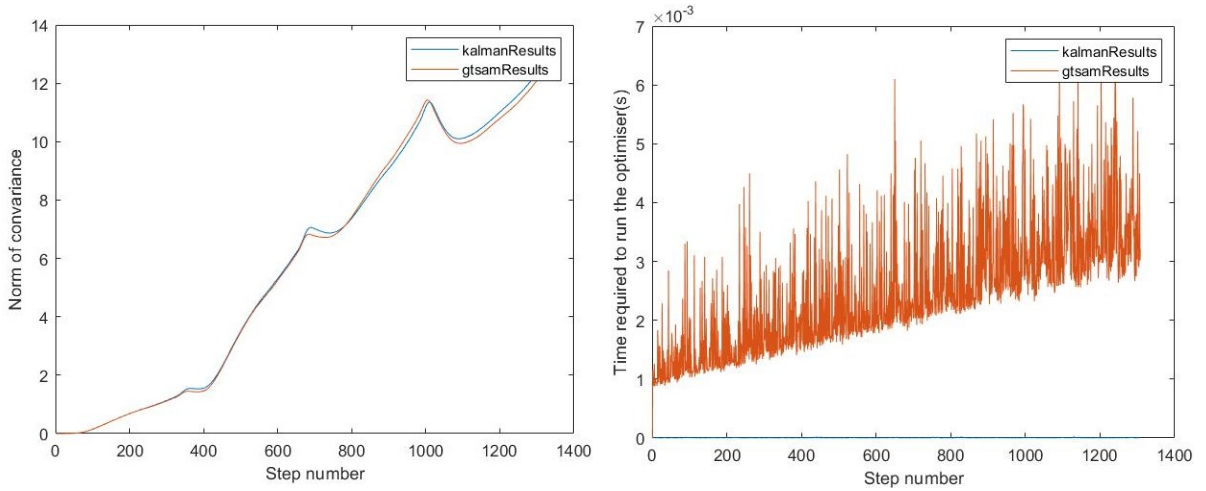 14
12
10
8
6
4
2
0
0 200 400 600 800 1000 1200 1400
Norm of convariance
Step number
kalmanResults
gtsamResults
×10-3
7
6
5
4
3
2
1
0
0 200 400 600 800 1000 1200 1400
Time required to run the optimiser(s)
Step number
kalmanResults
gtsamResults